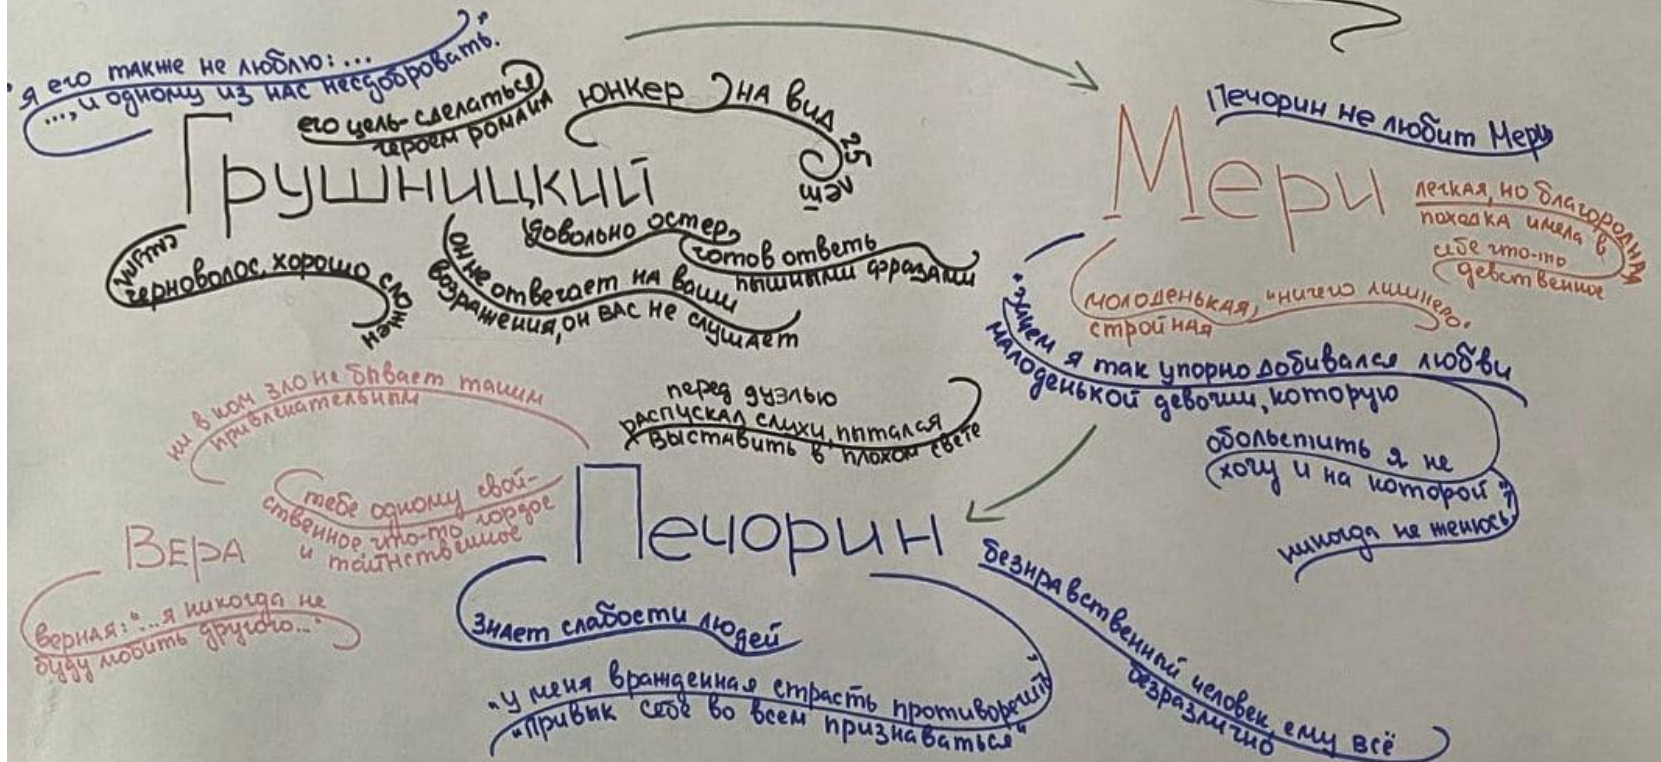 "я его также не люблю:...
..., и одному из нас несдобровать."
его цель-сделаться
героем романа
юнкер
на вид 25 лет
Грушницкий
смугл
черноволос, хорошо сложен
довольно остер,
готов ответь
пышными фразами
он не отвечает на ваши
возражения, он вас не слушает
Печорин не любит Мери
Мери
легкая, но благородная
походка имела в
себе что-то
девственное
молоденькая, "ничего лишнего"
стройная
я так упорно добивался любви
малоденькой девочки, которую
обольстить я не
хочу и на которой
никогда не женюсь?"
перед дуэлью
распускал слухи, пытался
выставить в плохом свете
ни в ком зло не бывает таким
привлекательным
тебе одному свой-
ственное, что-то гордое
и таинственное
Вера
верная: "...я никогда не
буду любить другого..."
Печорин
знает слабости людей
"у меня врожденная страсть противоречить"
"привык себе во всем признаваться"
безнравственный человек, ему всё
безразлично